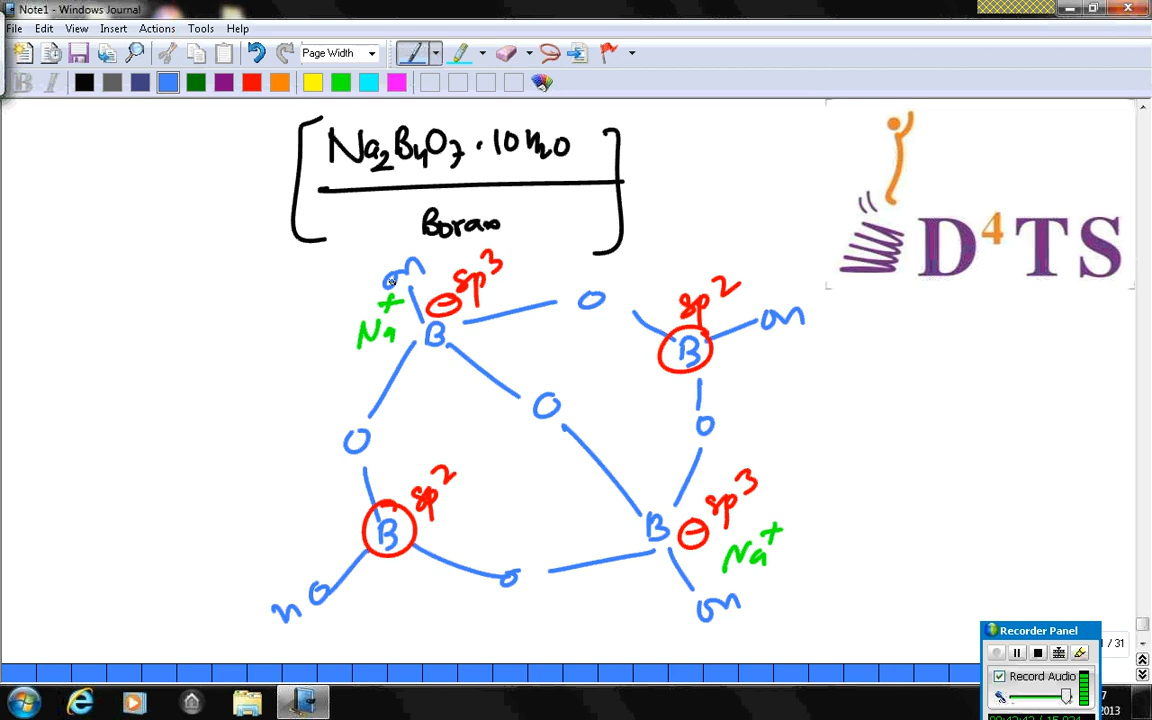 Note1 - Windows Journal
File Edit View Insert Actions Tools Help
Page Width
B I
Na2B4O7 . 10H2O
Borax
D4TS
OH
sp3
sp2
Na+
B
O
B
OH
O
O
O
sp2
B
B
sp3
Na+
HO
O
OH
Recorder Panel
/ 31
Record Audio
2013